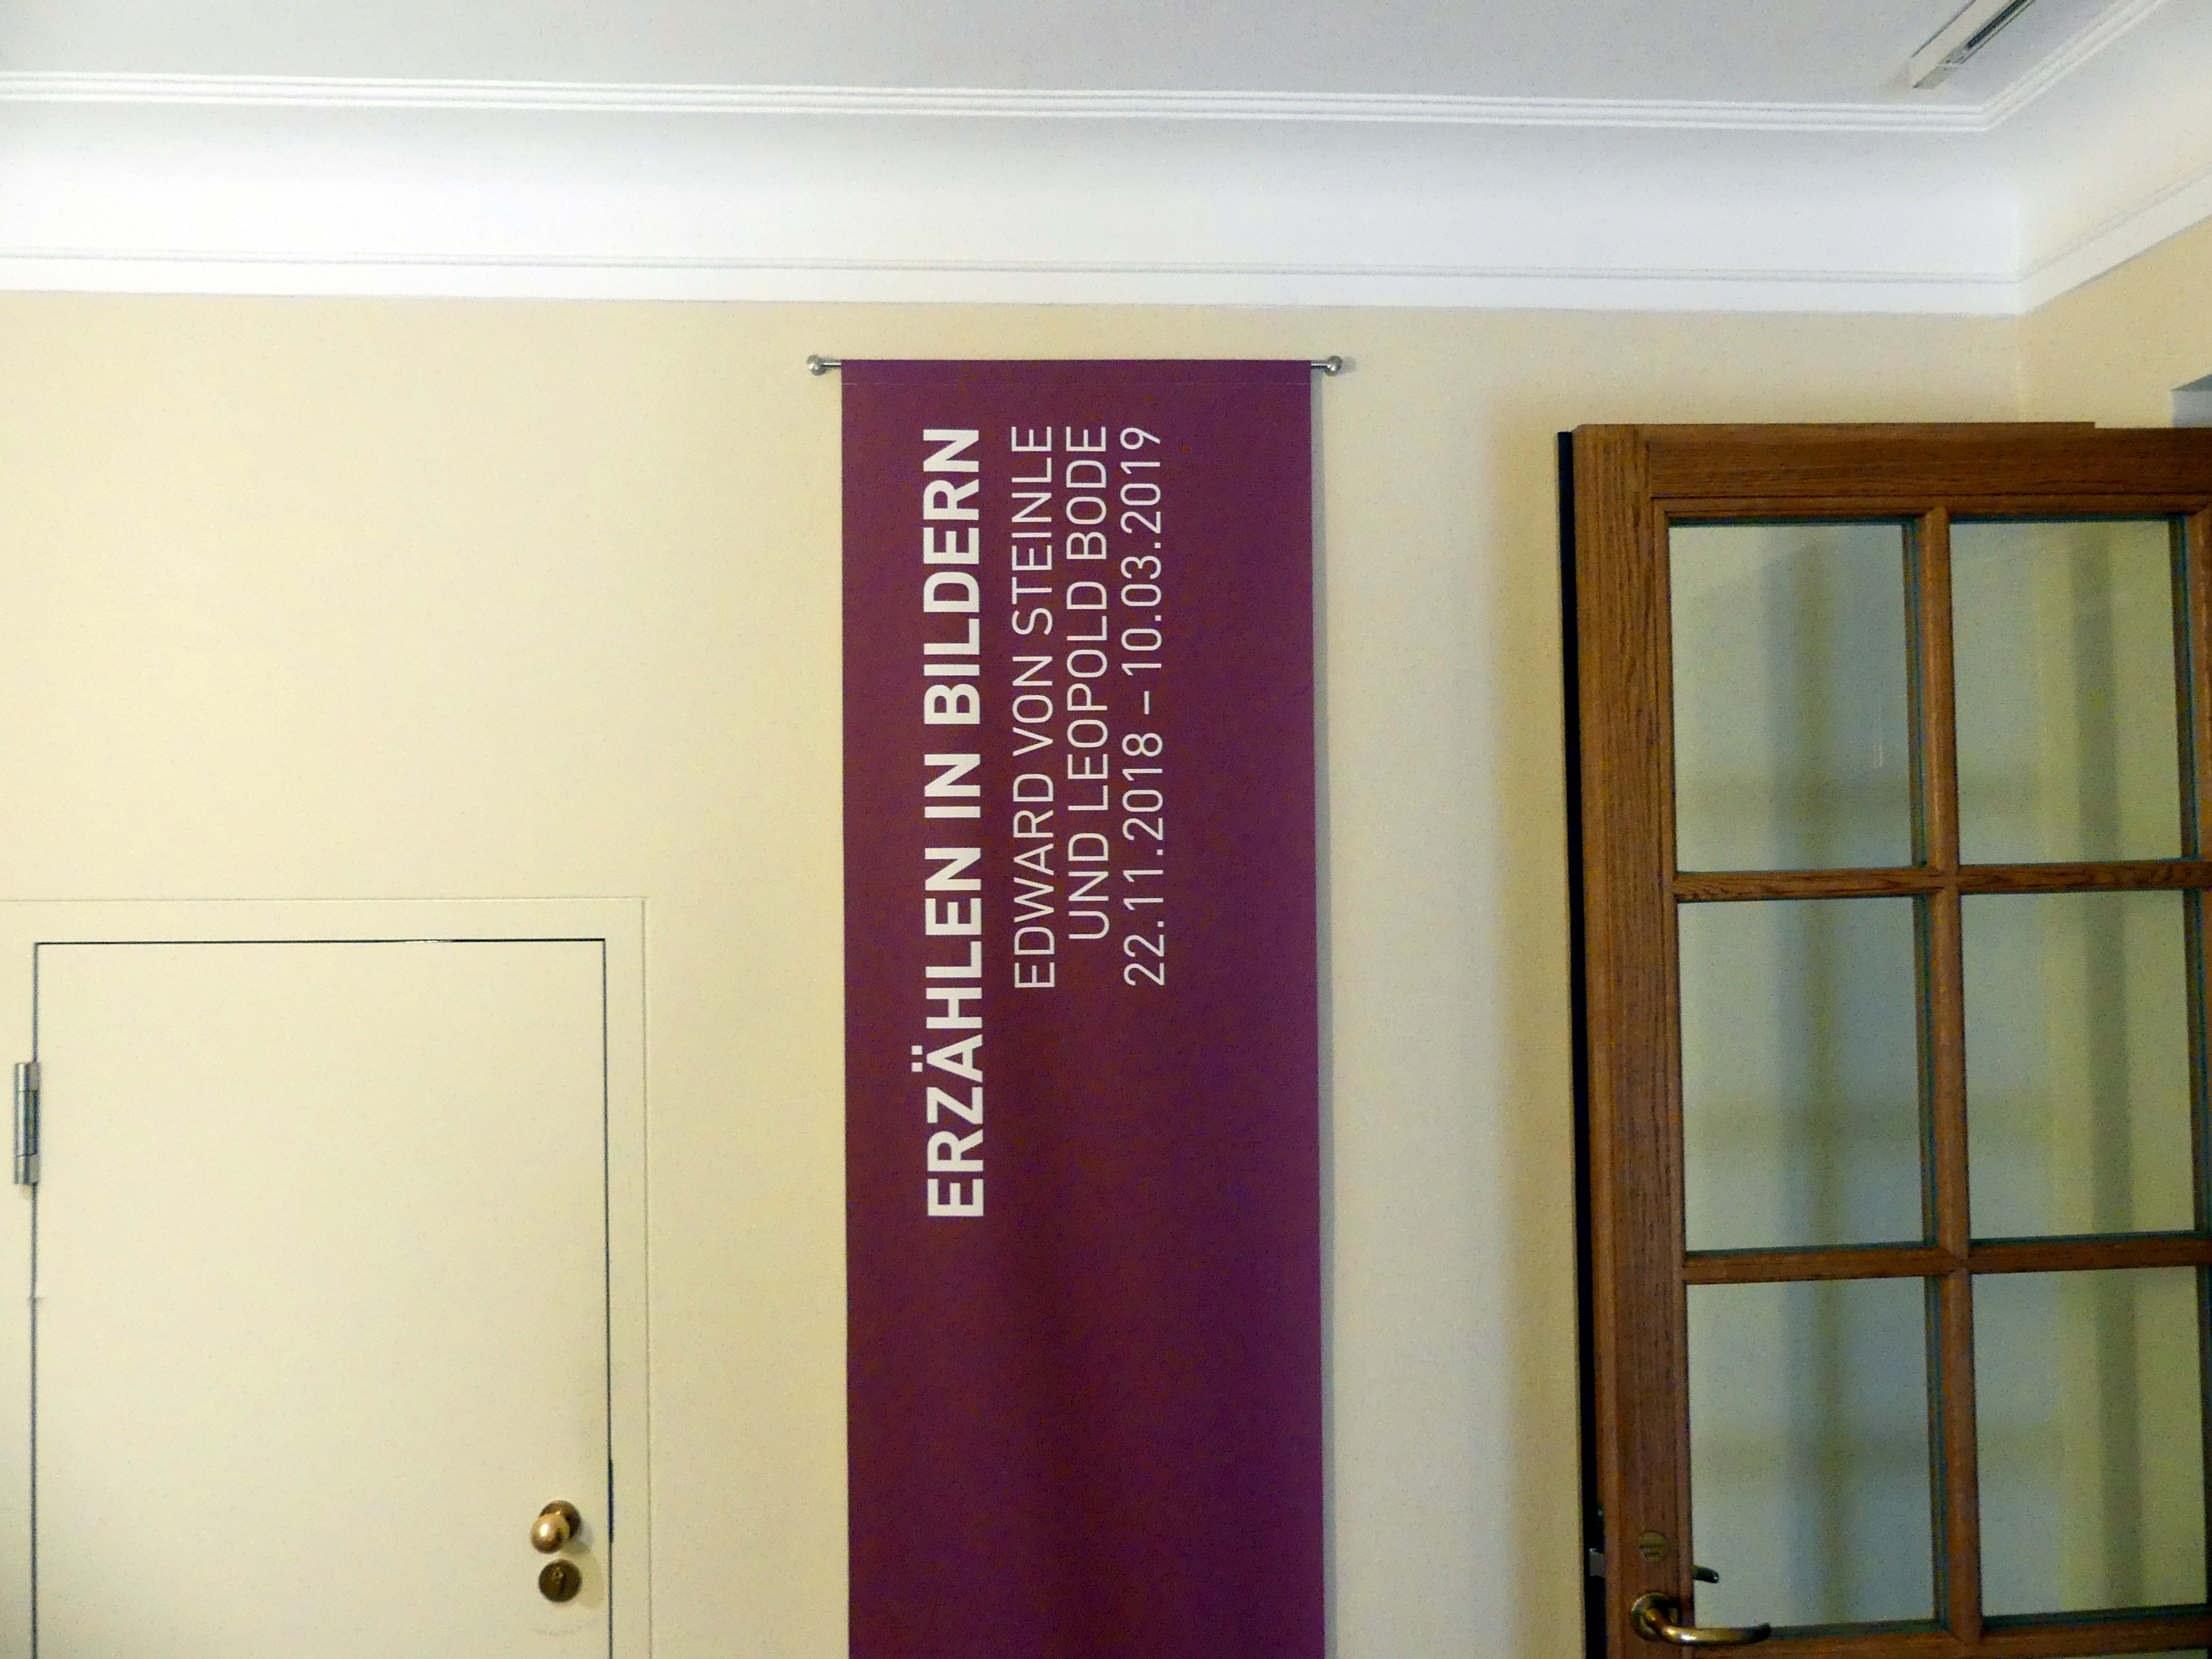 ERZÄHLEN IN BILDERN
EDWARD VON STEINLE
UND LEOPOLD BODE
22.11.2018 – 10.03.2019